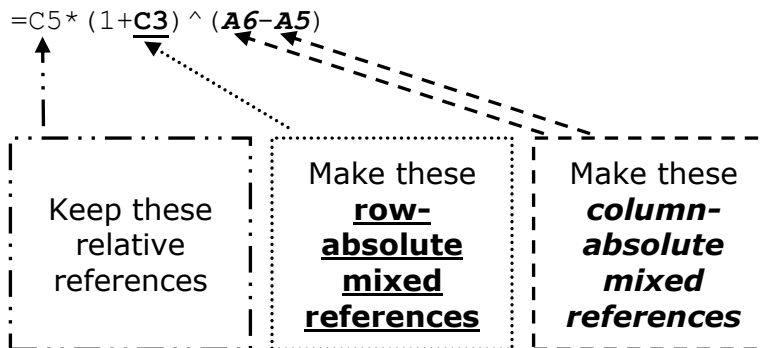 =C5*(1+C3)^(A6-A5)
Keep these
relative
references
Make these
row-
absolute
mixed
references
Make these
column-
absolute
mixed
references